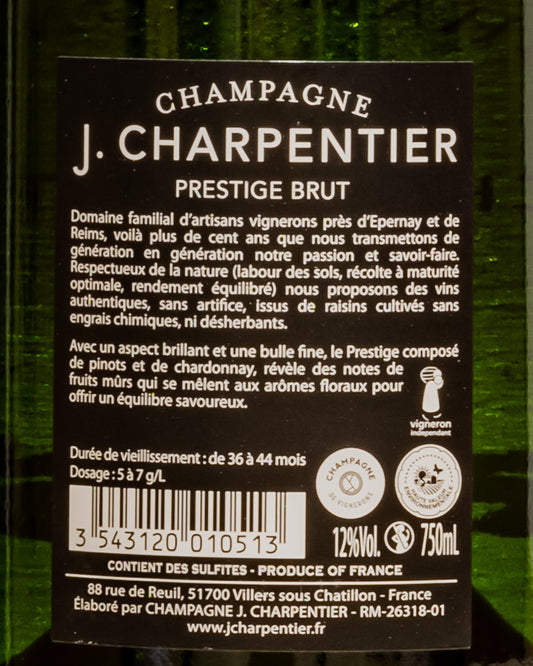 CHAMPAGNE
J. CHARPENTIER
PRESTIGE BRUT
Domaine familial d'artisans vignerons près d'Epernay et de
Reims, voilà plus de cent ans que nous transmettons de
génération en génération notre passion et savoir-faire.
Respectueux de la nature (labour des sols, récolte à maturité
optimale, rendement équilibré) nous proposons des vins
authentiques, sans artifice, issus de raisins cultivés sans
engrais chimiques, ni désherbants.
Avec un aspect brillant et une bulle fine, le Prestige composé
de pinots et de chardonnay, révèle des notes de
fruits mûrs qui se mêlent aux arômes floraux pour
offrir un équilibre savoureux.
vigneron
indépendant
Durée de vieillissement : de 36 à 44 mois
Dosage : 5 à 7 g/L
CHAMPAGNE
DE VIGNERONS
HAUTE VALEUR
ENVIRONNEMENTALE
3 543120 010513
12%Vol. 750mL
CONTIENT DES SULFITES - PRODUCE OF FRANCE
88 rue de Reuil, 51700 Villers sous Chatillon - France
Élaboré par CHAMPAGNE J. CHARPENTIER - RM-26318-01
www.jcharpentier.fr